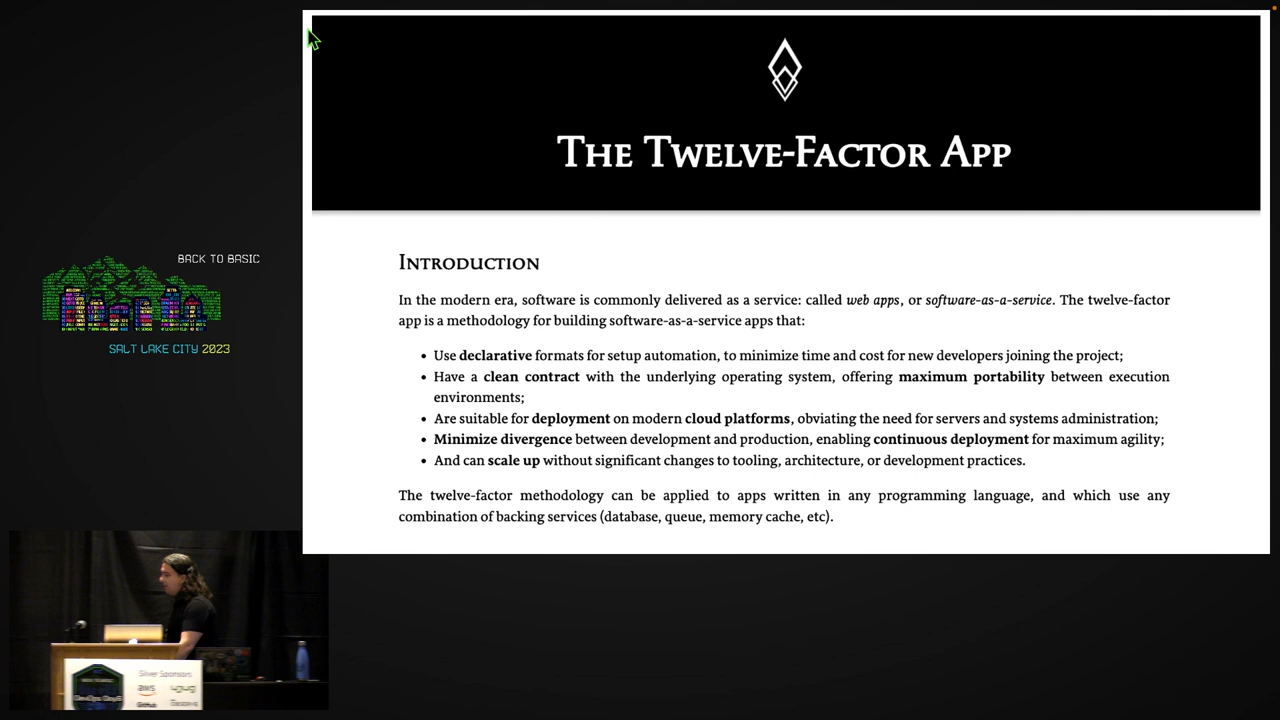 THE TWELVE-FACTOR APP
INTRODUCTION
In the modern era, software is commonly delivered as a service: called web apps, or software-as-a-service. The twelve-factor
app is a methodology for building software-as-a-service apps that:
• Use declarative formats for setup automation, to minimize time and cost for new developers joining the project;
• Have a clean contract with the underlying operating system, offering maximum portability between execution
environments;
• Are suitable for deployment on modern cloud platforms, obviating the need for servers and systems administration;
• Minimize divergence between development and production, enabling continuous deployment for maximum agility;
• And can scale up without significant changes to tooling, architecture, or development practices.
The twelve-factor methodology can be applied to apps written in any programming language, and which use any
combination of backing services (database, queue, memory cache, etc).
BACK TO BASIC
SALT LAKE CITY 2023
Silver Sponsors
aws
GitHub
DevOps Days